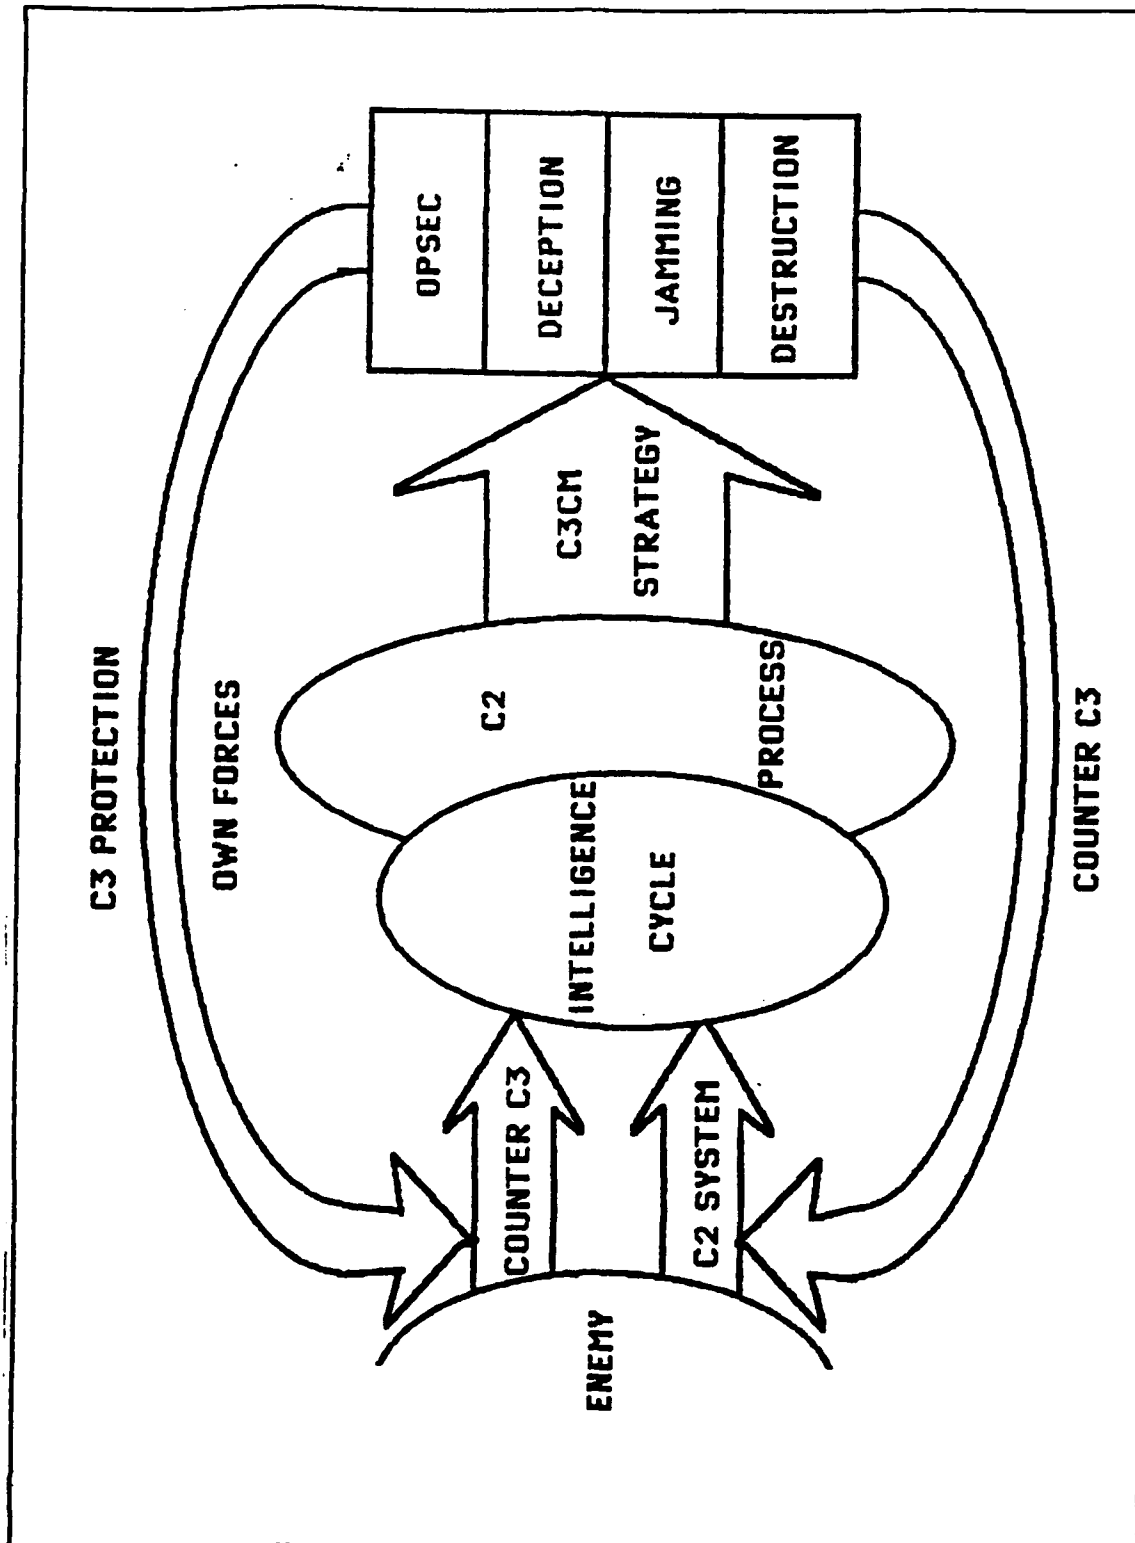 C3 PROTECTION
OWN FORCES
ENEMY
COUNTER C3
C2 SYSTEM
INTELLIGENCE
CYCLE
C2
PROCESS
C3CM
STRATEGY
OPSEC
DECEPTION
JAMMING
DESTRUCTION
COUNTER C3